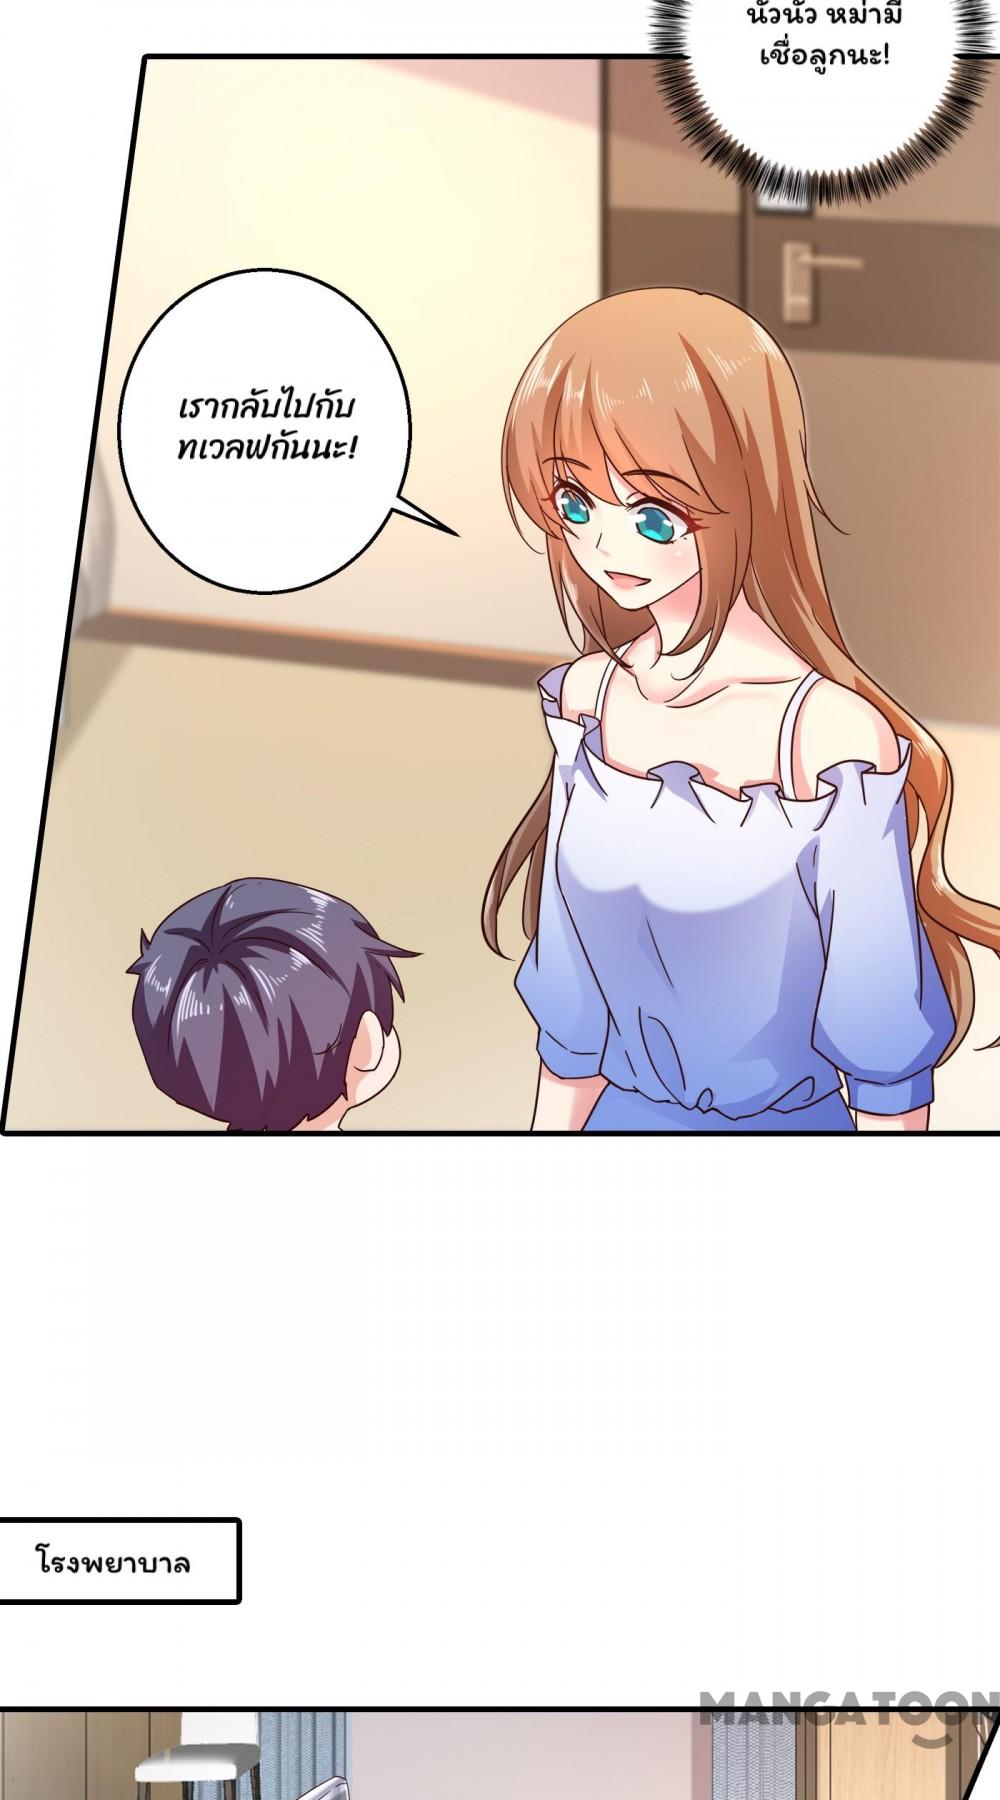 นัวนัว หม่ามี้
เชื่อลูกนะ!
เรากลับไปกับ
ทเวลฟกันนะ!
โรงพยาบาล
MANGATOON